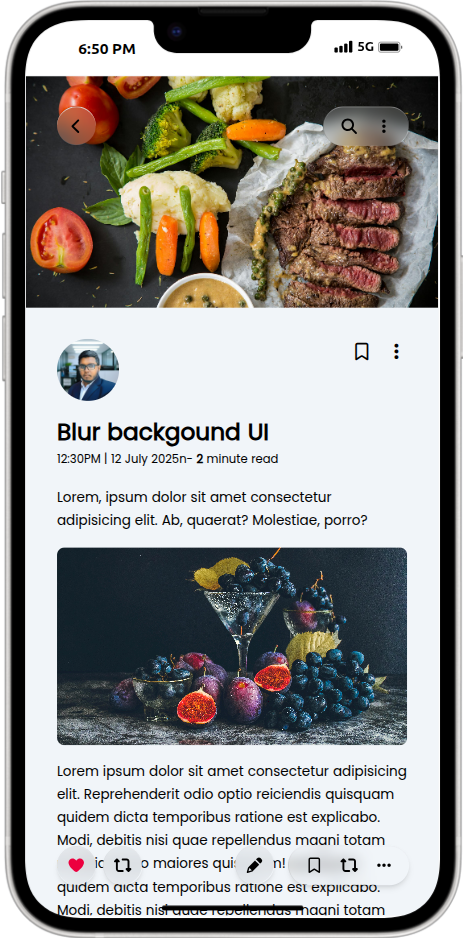 6:50 PM
5G
Blur backgound UI
12:30PM | 12 July 2025n- 2 minute read
Lorem, ipsum dolor sit amet consectetur
adipisicing elit. Ab, quaerat? Molestiae, porro?
Lorem ipsum dolor sit amet consectetur adipisicing
elit. Reprehenderit odio optio reiciendis quisquam
quidem dicta temporibus ratione est explicabo.
Modi, debitis nisi quae repellendus magni totam
o maiores quis
quidem dicta temporibus ratione est explicabo.
Modi, debitis nisi quae repellendus magni totam